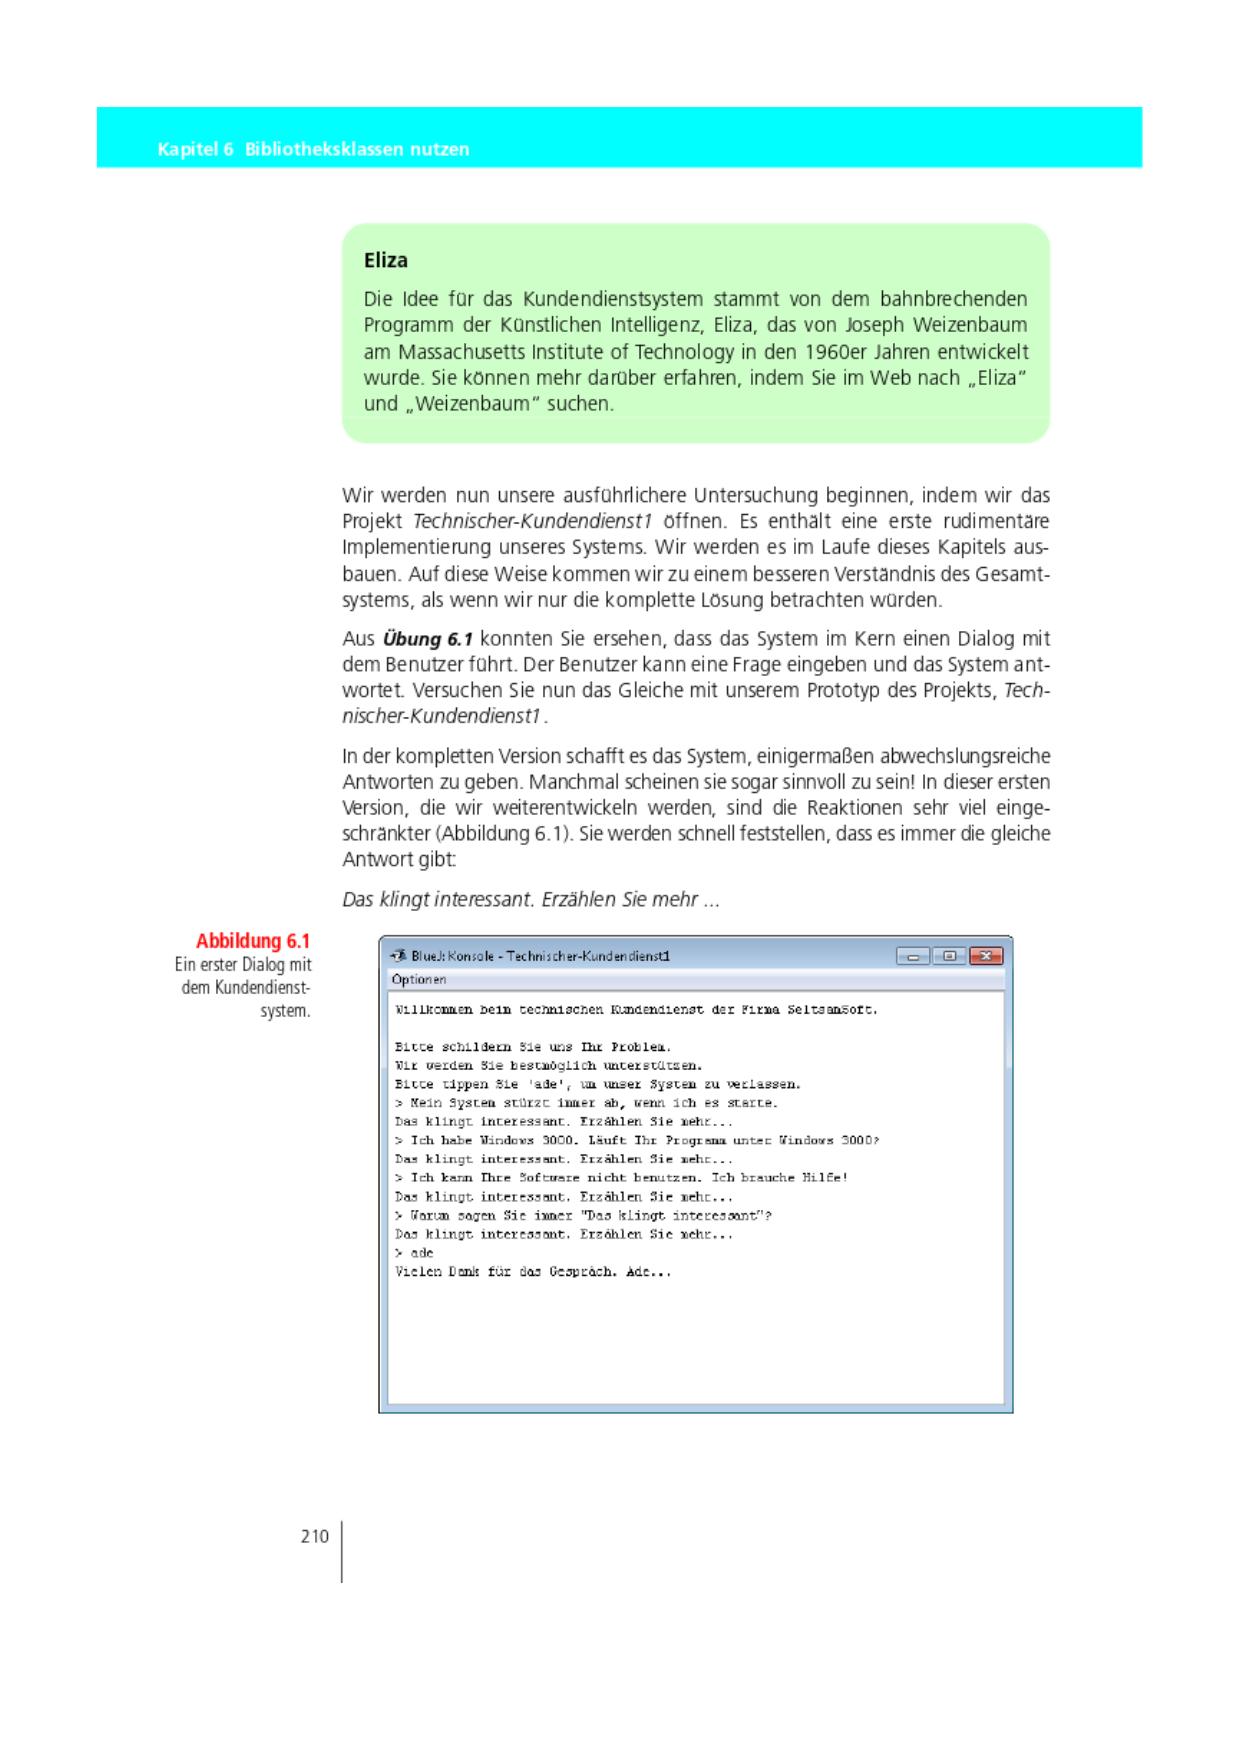 Kapitel 6 Bibliotheksklassen nutzen
Eliza
Die Idee für das Kundendienstsystem stammt von dem bahnbrechenden
Programm der Künstlichen Intelligenz, Eliza, das von Joseph Weizenbaum
am Massachusetts Institute of Technology in den 1960er Jahren entwickelt
wurde. Sie können mehr darüber erfahren, indem Sie im Web nach „Eliza“
und „Weizenbaum“ suchen.
Wir werden nun unsere ausführlichere Untersuchung beginnen, indem wir das
Projekt Technischer-Kundendienst1 öffnen. Es enthält eine erste rudimentäre
Implementierung unseres Systems. Wir werden es im Laufe dieses Kapitels aus-
bauen. Auf diese Weise kommen wir zu einem besseren Verständnis des Gesamt-
systems, als wenn wir nur die komplette Lösung betrachten würden.
Aus Übung 6.1 konnten Sie ersehen, dass das System im Kern einen Dialog mit
dem Benutzer führt. Der Benutzer kann eine Frage eingeben und das System ant-
wortet. Versuchen Sie nun das Gleiche mit unserem Prototyp des Projekts, Tech-
nischer-Kundendienst1.
In der kompletten Version schafft es das System, einigermaßen abwechslungsreiche
Antworten zu geben. Manchmal scheinen sie sogar sinnvoll zu sein! In dieser ersten
Version, die wir weiterentwickeln werden, sind die Reaktionen sehr viel einge-
schränkter (Abbildung 6.1). Sie werden schnell feststellen, dass es immer die gleiche
Antwort gibt:
Das klingt interessant. Erzählen Sie mehr ...
Abbildung 6.1
Ein erster Dialog mit
dem Kundendienst-
system.
BlueJ: Konsole - Technischer-Kundendienst1
Optionen
Willkommen beim technischen Kundendienst der Firma SeltsamSoft.
Bitte schildern Sie uns Ihr Problem.
Wir werden Sie bestmöglich unterstützen.
Bitte tippen Sie 'ade', um unser System zu verlassen.
> Mein System stürzt immer ab, wenn ich es starte.
Das klingt interessant. Erzählen Sie mehr...
> Ich habe Windows 3000. Läuft Ihr Programm unter Windows 3000?
Das klingt interessant. Erzählen Sie mehr...
> Ich kann Ihre Software nicht benutzen. Ich brauche Hilfe!
Das klingt interessant. Erzählen Sie mehr...
> Warum sagen Sie immer "Das klingt interessant"?
Das klingt interessant. Erzählen Sie mehr...
> ade
Vielen Dank für das Gespräch. Ade...
210